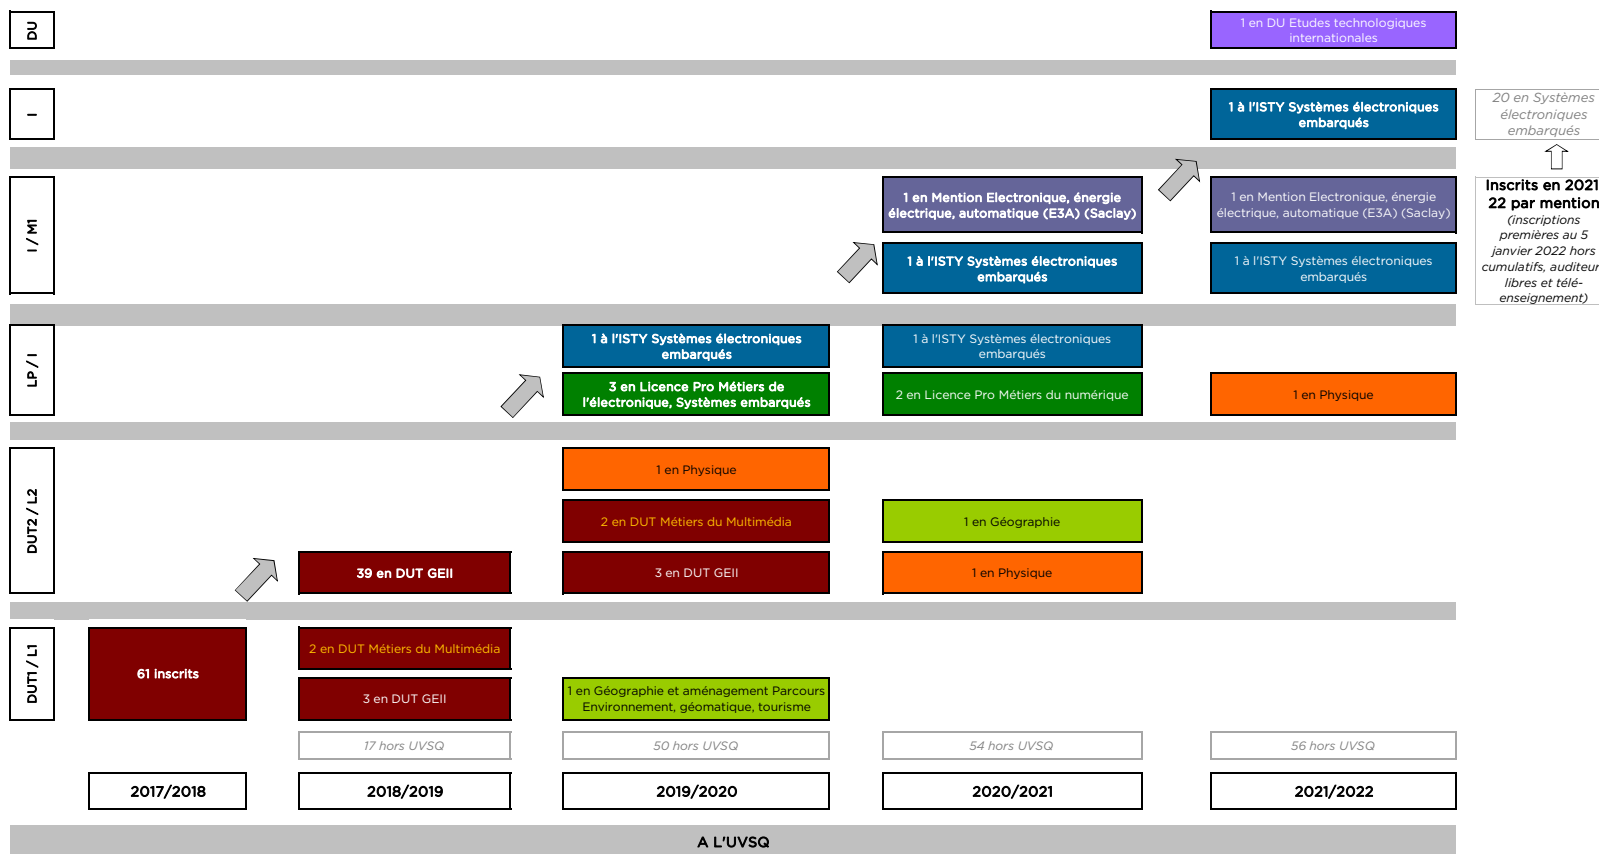 DU
1 en DU Etudes technologiques
internationales
I
1 à l'ISTY Systèmes électroniques
embarqués
20 en Systèmes
électroniques
embarqués
I / M1
1 en Mention Electronique, énergie
électrique, automatique (E3A) (Saclay)
1 en Mention Electronique, énergie
électrique, automatique (E3A) (Saclay)
1 à l'ISTY Systèmes électroniques
embarqués
1 à l'ISTY Systèmes électroniques
embarqués
Inscrits en 2021
22 par mention
(inscriptions
premières au 5
janvier 2022 hors
cumulatifs, auditeur
libres et télé-
enseignement)
LP / I
1 à l'ISTY Systèmes électroniques
embarqués
1 à l'ISTY Systèmes électroniques
embarqués
3 en Licence Pro Métiers de
l'électronique, Systèmes embarqués
2 en Licence Pro Métiers du numérique
1 en Physique
DUT2 / L2
1 en Physique
2 en DUT Métiers du Multimédia
1 en Géographie
39 en DUT GEII
3 en DUT GEII
1 en Physique
DUT1 / L1
61 inscrits
2 en DUT Métiers du Multimédia
3 en DUT GEII
1 en Géographie et aménagement Parcours
Environnement, géomatique, tourisme
17 hors UVSQ
50 hors UVSQ
54 hors UVSQ
56 hors UVSQ
2017/2018
2018/2019
2019/2020
2020/2021
2021/2022
A L'UVSQ